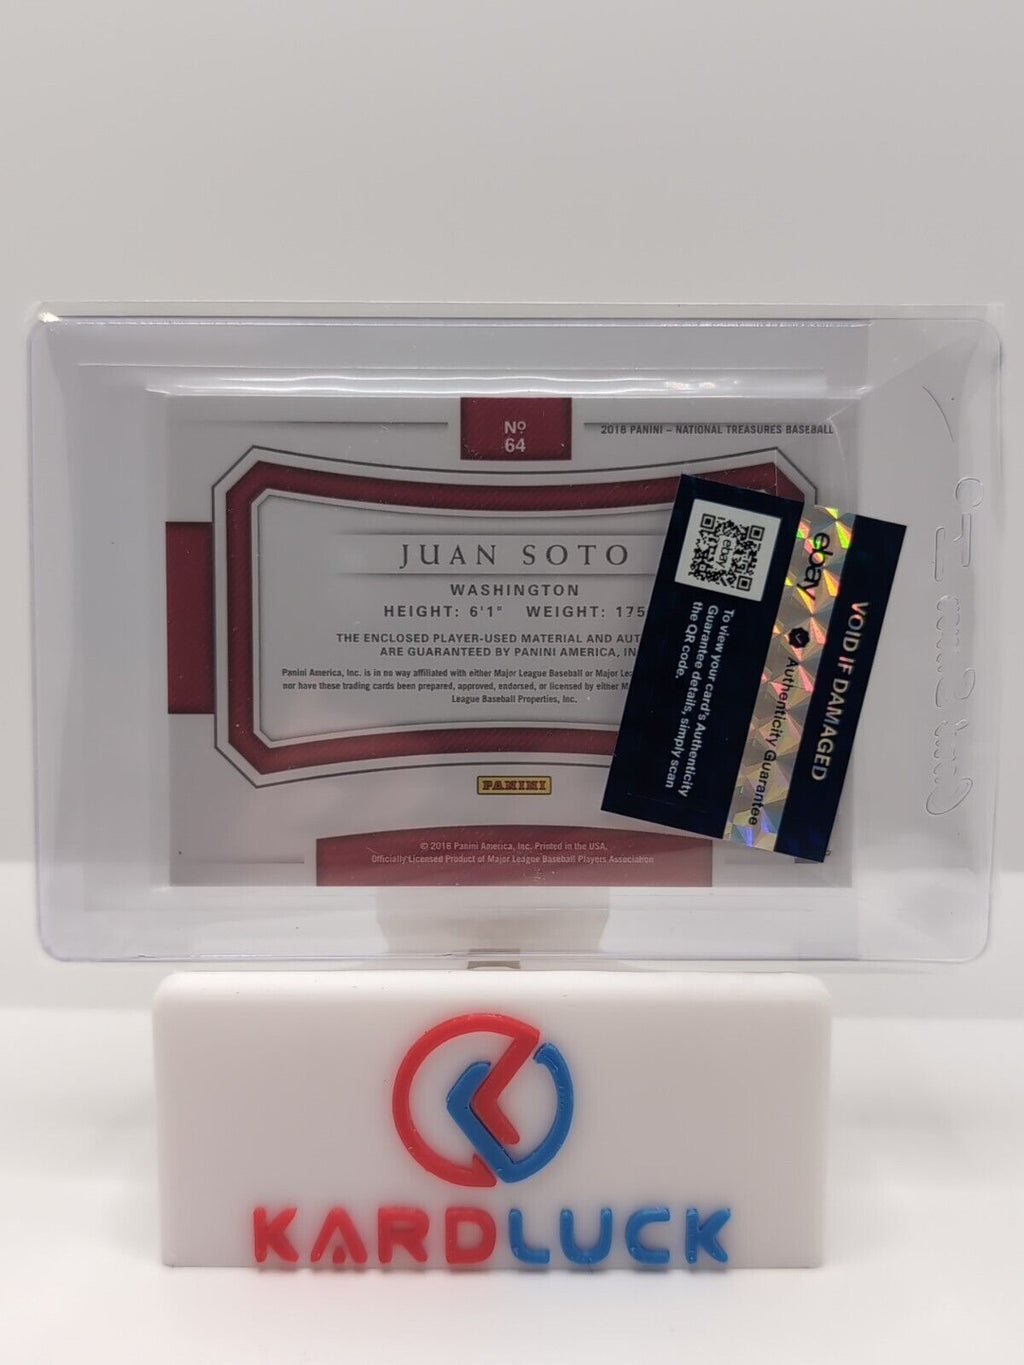 Nº
64
2018 PANINI – NATIONAL TREASURES BASEBALL
JUAN SOTO
WASHINGTON
HEIGHT: 6'1" WEIGHT: 175
THE ENCLOSED PLAYER-USED MATERIAL AND AUT
ARE GUARANTEED BY PANINI AMERICA, IN
Panini America, Inc. is in no way affiliated with either Major League Baseball or Major Le
nor have these trading cards been prepared, approved, endorsed, or licensed by either M
League Baseball Properties, Inc.
PANINI
© 2018 Panini America, Inc. Printed in the USA.
Officially Licensed Product of Major League Baseball Players Association
ebay
To view your card's Authenticity
Guarantee details, simply scan
the QR code.
ebay
Authenticity Guarantee
VOID IF DAMAGED
KARDLUCK